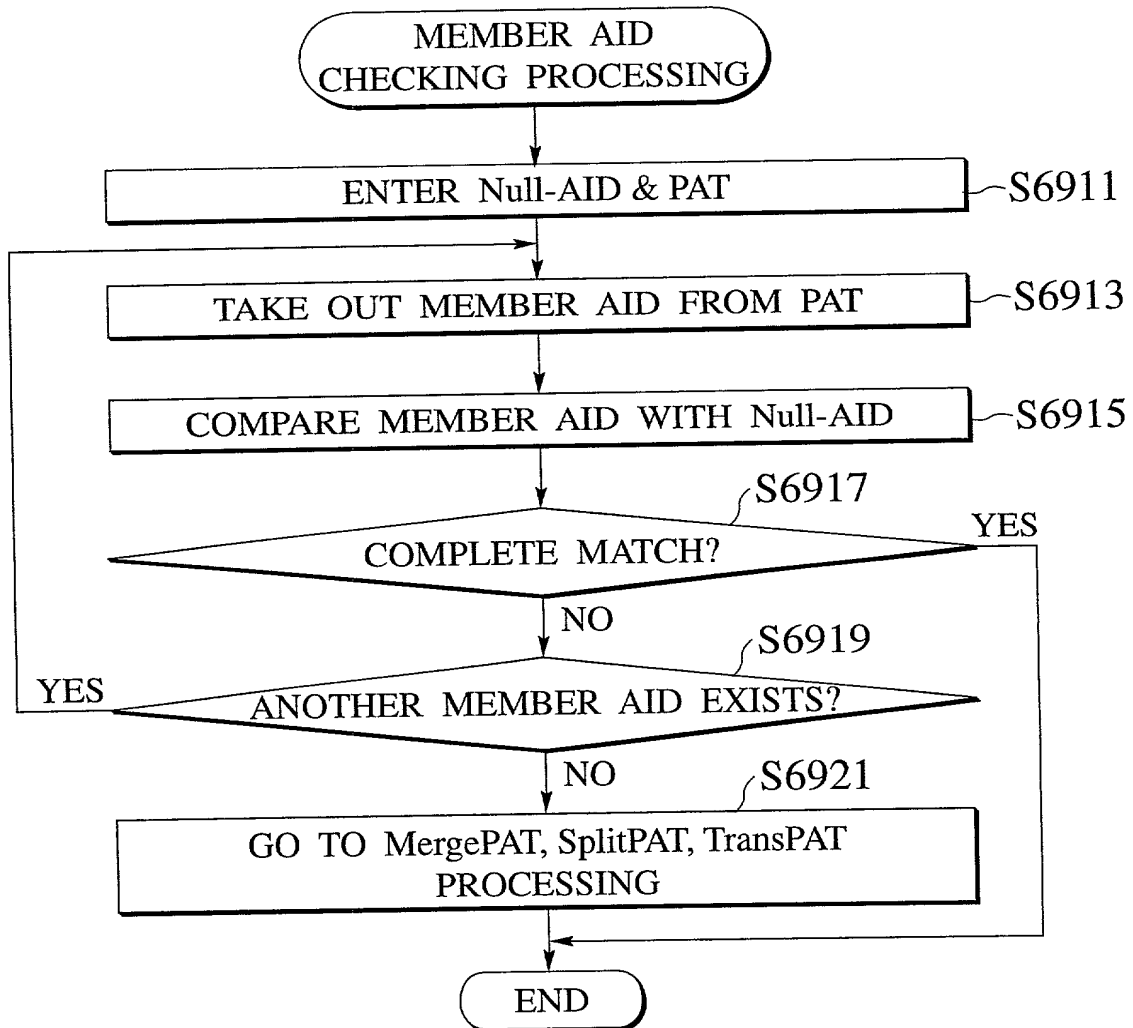 MEMBER AID
CHECKING PROCESSING
ENTER Null-AID & PAT
S6911
TAKE OUT MEMBER AID FROM PAT
S6913
COMPARE MEMBER AID WITH Null-AID
S6915
S6917
COMPLETE MATCH?
YES
NO
S6919
YES
ANOTHER MEMBER AID EXISTS?
NO
S6921
GO TO MergePAT, SplitPAT, TransPAT
PROCESSING
END